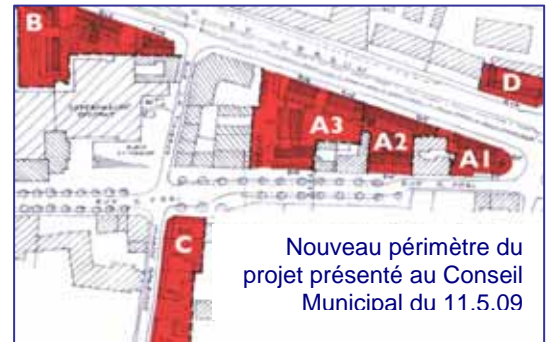 B
D
A3
A2
A1
C
Nouveau périmètre du
projet présenté au Conseil
Municipal du 11.5.09